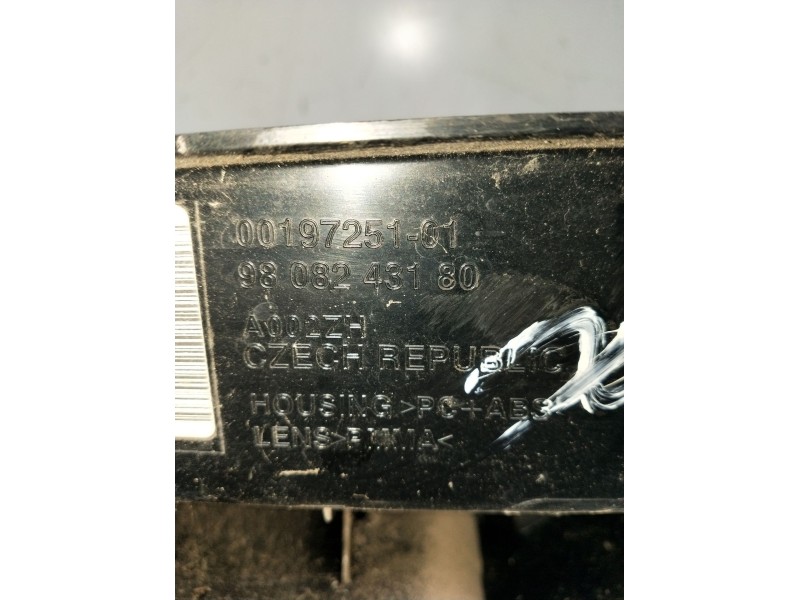 00197251-01
98 082 431 80
A002ZH
CZECH REPUBLIC
HOUSING >PC+ABS
LENS >PMMA<